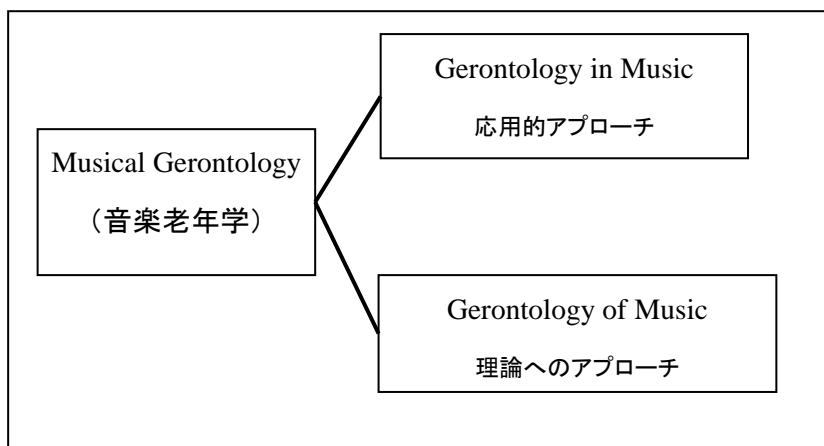 Gerontology in Music
応用的アプローチ
Musical Gerontology
（音楽老年学）
Gerontology of Music
理論へのアプローチ